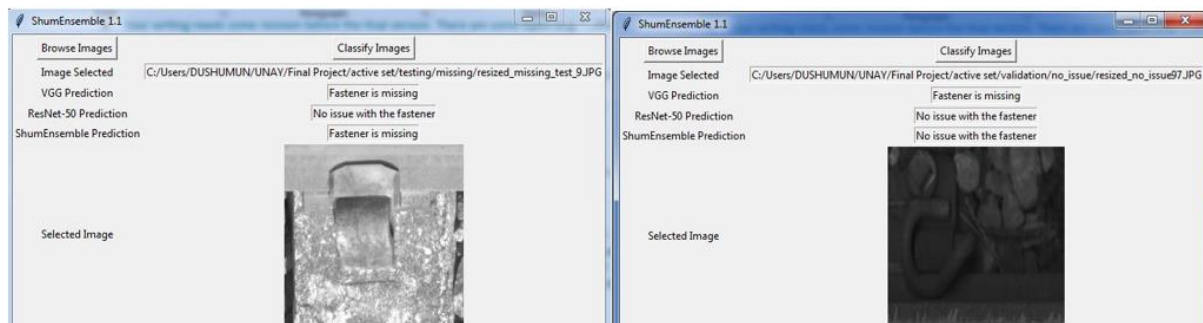 ShumEnsemble 1.1
Browse Images Classify Images
Image Selected C:/Users/DUSHUMUN/UNAY/Final Project/active set/testing/missing/resized_missing_test_9.JPG
VGG Prediction Fastener is missing
ResNet-50 Prediction No issue with the fastener
ShumEnsemble Prediction Fastener is missing
Selected Image
ShumEnsemble 1.1
Browse Images Classify Images
Image Selected C:/Users/DUSHUMUN/UNAY/Final Project/active set/validation/no_issue/resized_no_issue97.JPG
VGG Prediction Fastener is missing
ResNet-50 Prediction No issue with the fastener
ShumEnsemble Prediction No issue with the fastener
Selected Image